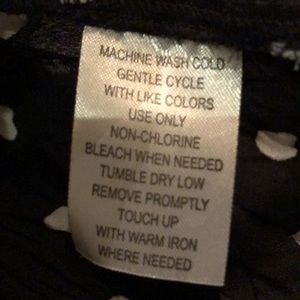 MACHINE WASH COLD
GENTLE CYCLE
WITH LIKE COLORS
USE ONLY
NON-CHLORINE
BLEACH WHEN NEEDED
TUMBLE DRY LOW
REMOVE PROMPTLY
TOUCH UP
WITH WARM IRON
WHERE NEEDED